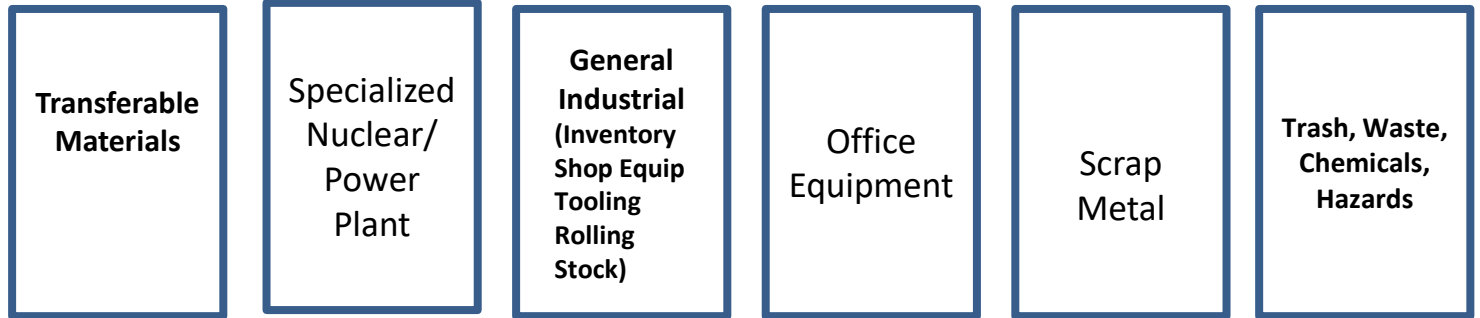 Transferable
Materials
Specialized
Nuclear/
Power
Plant
General
Industrial
(Inventory
Shop Equip
Tooling
Rolling
Stock)
Office
Equipment
Scrap
Metal
Trash, Waste,
Chemicals,
Hazards